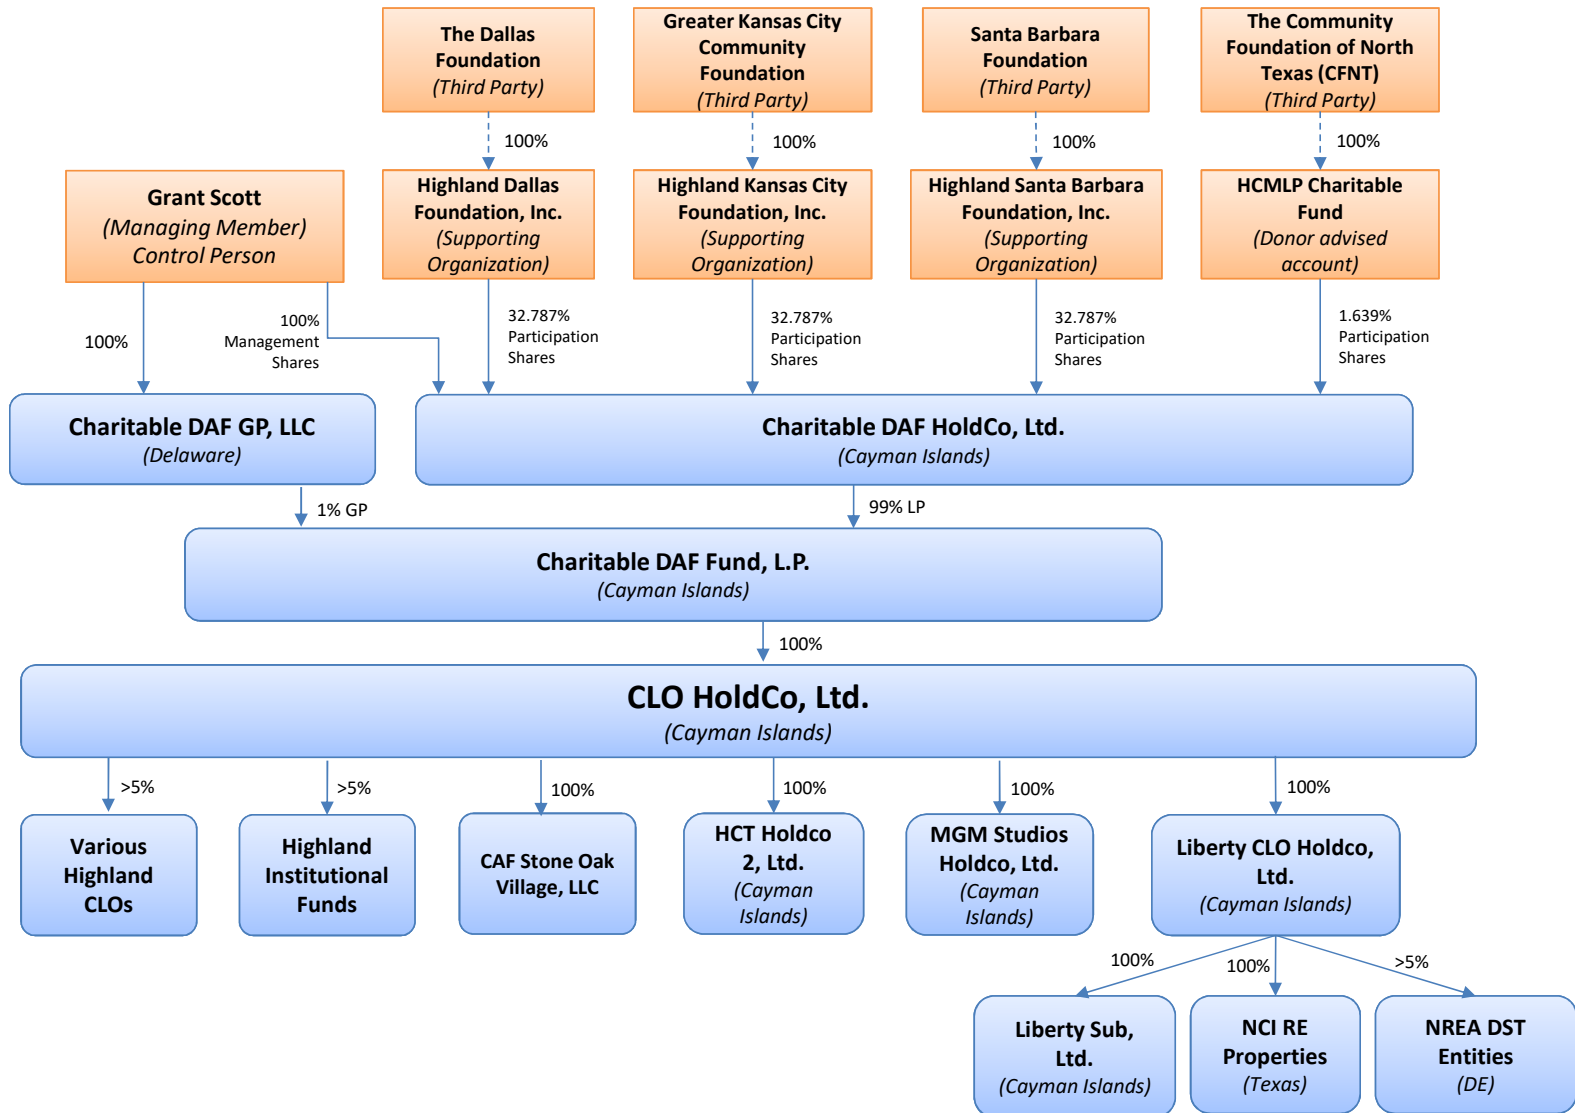 The Dallas
Foundation
(Third Party)
Greater Kansas City
Community
Foundation
(Third Party)
Santa Barbara
Foundation
(Third Party)
The Community
Foundation of North
Texas (CFNT)
(Third Party)
100%
100%
100%
100%
Grant Scott
(Managing Member)
Control Person
Highland Dallas
Foundation, Inc.
(Supporting
Organization)
Highland Kansas City
Foundation, Inc.
(Supporting
Organization)
Highland Santa Barbara
Foundation, Inc.
(Supporting
Organization)
HCMLP Charitable
Fund
(Donor advised
account)
100%
100%
Management
Shares
32.787%
Participation
Shares
32.787%
Participation
Shares
32.787%
Participation
Shares
1.639%
Participation
Shares
Charitable DAF GP, LLC
(Delaware)
Charitable DAF HoldCo, Ltd.
(Cayman Islands)
1% GP
99% LP
Charitable DAF Fund, L.P.
(Cayman Islands)
100%
CLO HoldCo, Ltd.
(Cayman Islands)
>5%
>5%
100%
100%
100%
100%
Various
Highland
CLOs
Highland
Institutional
Funds
CAF Stone Oak
Village, LLC
HCT Holdco
2, Ltd.
(Cayman
Islands)
MGM Studios
Holdco, Ltd.
(Cayman
Islands)
Liberty CLO Holdco,
Ltd.
(Cayman Islands)
100%
100%
>5%
Liberty Sub,
Ltd.
(Cayman Islands)
NCI RE
Properties
(Texas)
NREA DST
Entities
(DE)